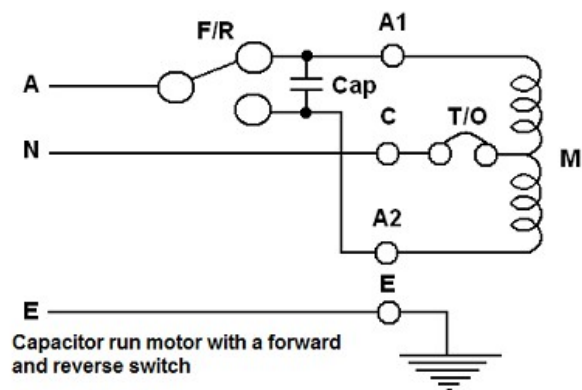 F/R
A1
A
Cap
C
T/O
N
M
A2
E
E
Capacitor run motor with a forward
and reverse switch